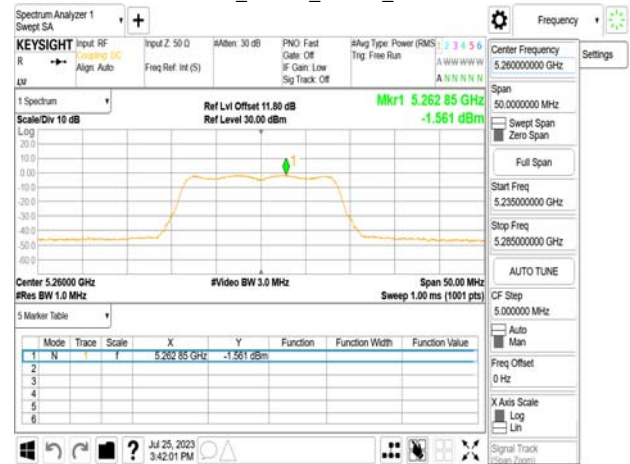 Spectrum Analyzer 1
Swept SA
+
Frequency
KEYSIGHT
R
LV
Input: RF
Coupling: DC
Align: Auto
Input Z: 50 Ω
Freq Ref: Int (S)
#Atten: 30 dB
PNO: Fast
Gate: Off
IF Gain: Low
Sig Track: Off
#Avg Type: Power (RMS
Trig: Free Run
1 2 3 4 5 6
A W W W W W
A N N N N N
1 Spectrum
Scale/Div 10 dB
Ref Lvl Offset 11.80 dB
Ref Level 30.00 dBm
Mkr1 5.262 85 GHz
-1.561 dBm
Log
20.0
10.0
0.00
-10.0
-20.0
-30.0
-40.0
-50.0
-60.0
1
Center 5.26000 GHz
#Res BW 1.0 MHz
#Video BW 3.0 MHz
Span 50.00 MHz
Sweep 1.00 ms (1001 pts)
5 Marker Table
Mode Trace Scale X Y Function Function Width Function Value
1 N 1 f 5.262 85 GHz -1.561 dBm
2
3
4
5
6
?
Jul 25, 2023
3:42:01 PM
Center Frequency
5.260000000 GHz
Settings
Span
50.0000000 MHz
Swept Span
Zero Span
Full Span
Start Freq
5.235000000 GHz
Stop Freq
5.285000000 GHz
AUTO TUNE
CF Step
5.000000 MHz
Auto
Man
Freq Offset
0 Hz
X Axis Scale
Log
Lin
Signal Track
(Span Zoom)